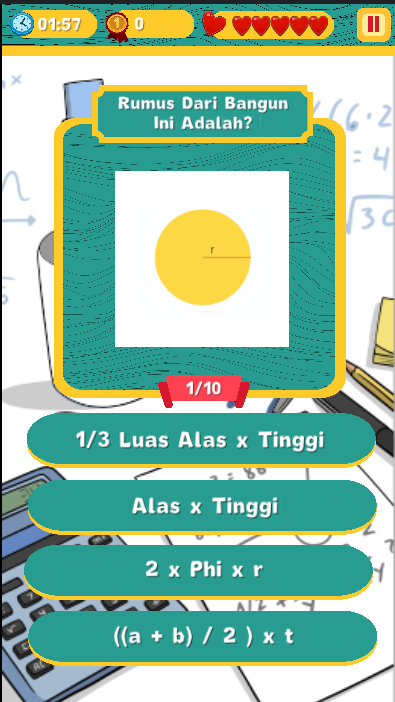 01:57
1
0
Rumus Dari Bangun
Ini Adalah?
r
1/10
1/3 Luas Alas x Tinggi
Alas x Tinggi
2 x Phi x r
((a + b) / 2 ) x t